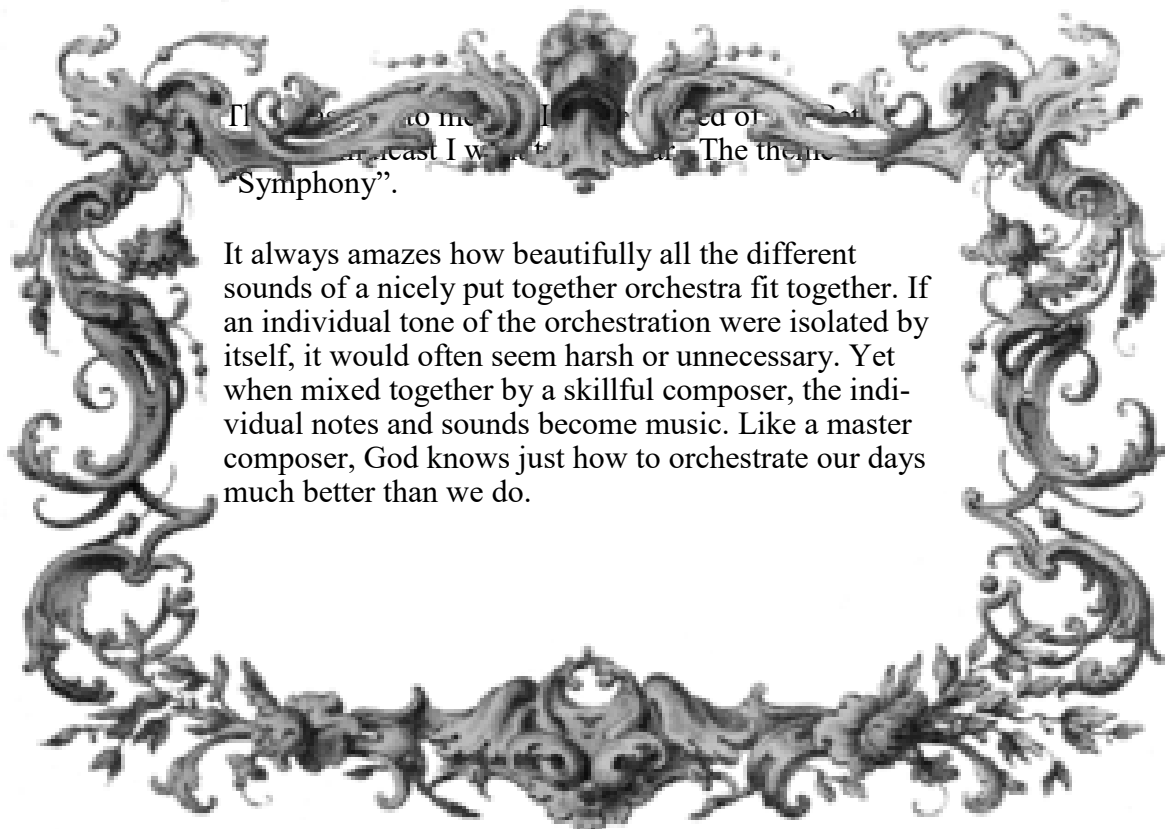 to
I The theme
“Symphony”.
It always amazes how beautifully all the different
sounds of a nicely put together orchestra fit together. If
an individual tone of the orchestration were isolated by
itself, it would often seem harsh or unnecessary. Yet
when mixed together by a skillful composer, the indi-
vidual notes and sounds become music. Like a master
composer, God knows just how to orchestrate our days
much better than we do.